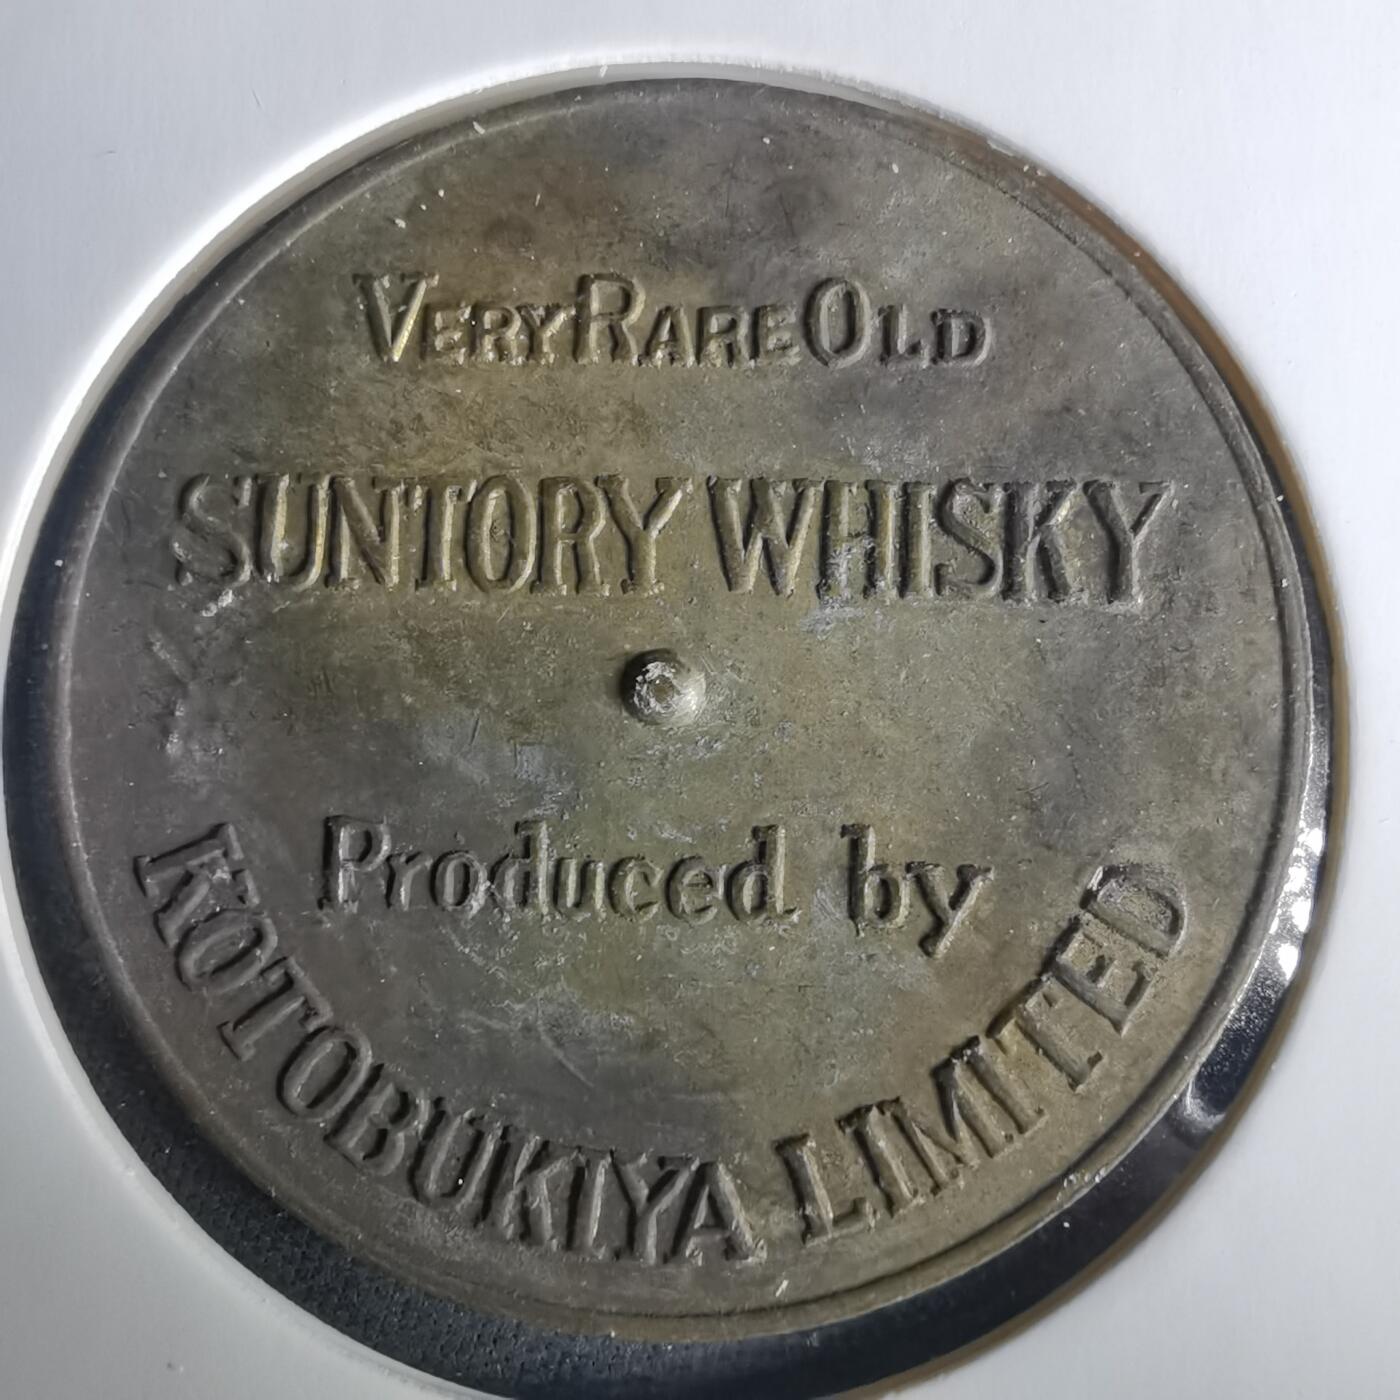 VERY RARE OLD
SUNTORY WHISKY
Produced by
KOTOBUKIYA LIMITED